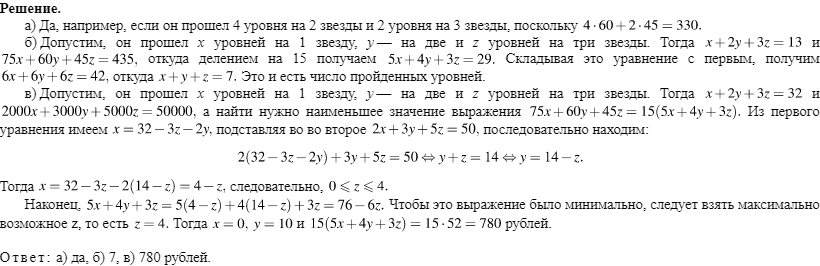 Решение.
а) Да, например, если он прошел 4 уровня на 2 звезды и 2 уровня на 3 звезды, поскольку 4·60+2·45=330.
б) Допустим, он прошел x уровней на 1 звезду, y — на две и z уровней на три звезды. Тогда x+2y+3z=13 и
75x+60y+45z=435, откуда делением на 15 получаем 5x+4y+3z=29. Складывая это уравнение с первым, получим
6x+6y+6z=42, откуда x+y+z=7. Это и есть число пройденных уровней.
в) Допустим, он прошел x уровней на 1 звезду, y — на две и z уровней на три звезды. Тогда x+2y+3z=32 и
2000x+3000y+5000z=50000, а найти нужно наименьшее значение выражения 75x+60y+45z=15(5x+4y+3z). Из первого
уравнения имеем x=32−3z−2y, подставляя во во второе 2x+3y+5z=50, последовательно находим:
2(32−3z−2y)+3y+5z=50⇔y+z=14⇔y=14−z.
Тогда x=32−3z−2(14−z)=4−z, следовательно, 0⩽z⩽4.
Наконец, 5x+4y+3z=5(4−z)+4(14−z)+3z=76−6z. Чтобы это выражение было минимально, следует взять максимально
возможное z, то есть z=4. Тогда x=0, y=10 и 15(5x+4y+3z)=15·52=780 рублей.
Ответ: а) да, б) 7, в) 780 рублей.